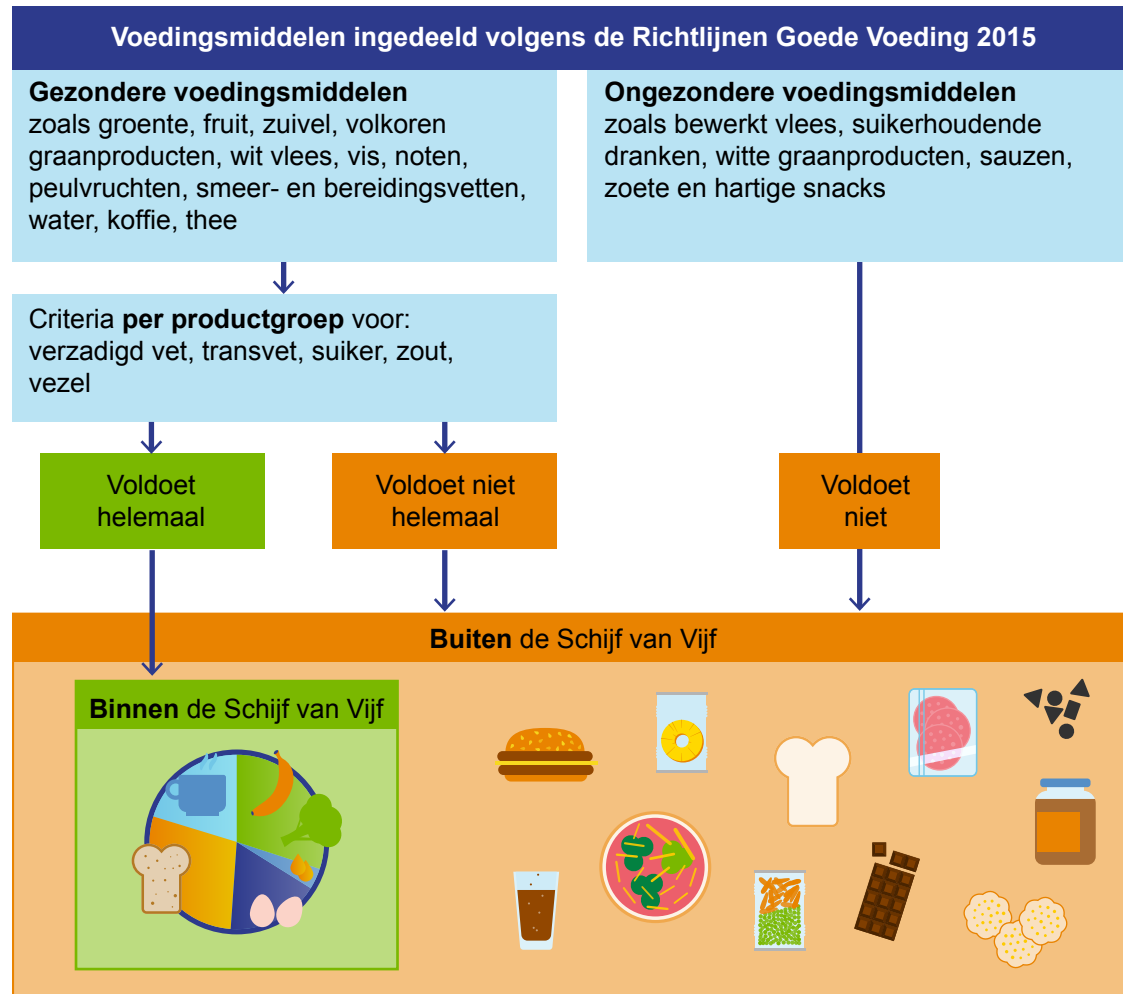 Voedingsmiddelen ingedeeld volgens de Richtlijnen Goede Voeding 2015
Gezondere voedingsmiddelen
zoals groente, fruit, zuivel, volkoren
graanproducten, wit vlees, vis, noten,
peulvruchten, smeer- en bereidingsvetten,
water, koffie, thee
Ongezondere voedingsmiddelen
zoals bewerkt vlees, suikerhoudende
dranken, witte graanproducten, sauzen,
zoete en hartige snacks
Criteria per productgroep voor:
verzadigd vet, transvet, suiker, zout,
vezel
Voldoet
helemaal
Voldoet niet
helemaal
Voldoet
niet
Buiten de Schijf van Vijf
Binnen de Schijf van Vijf